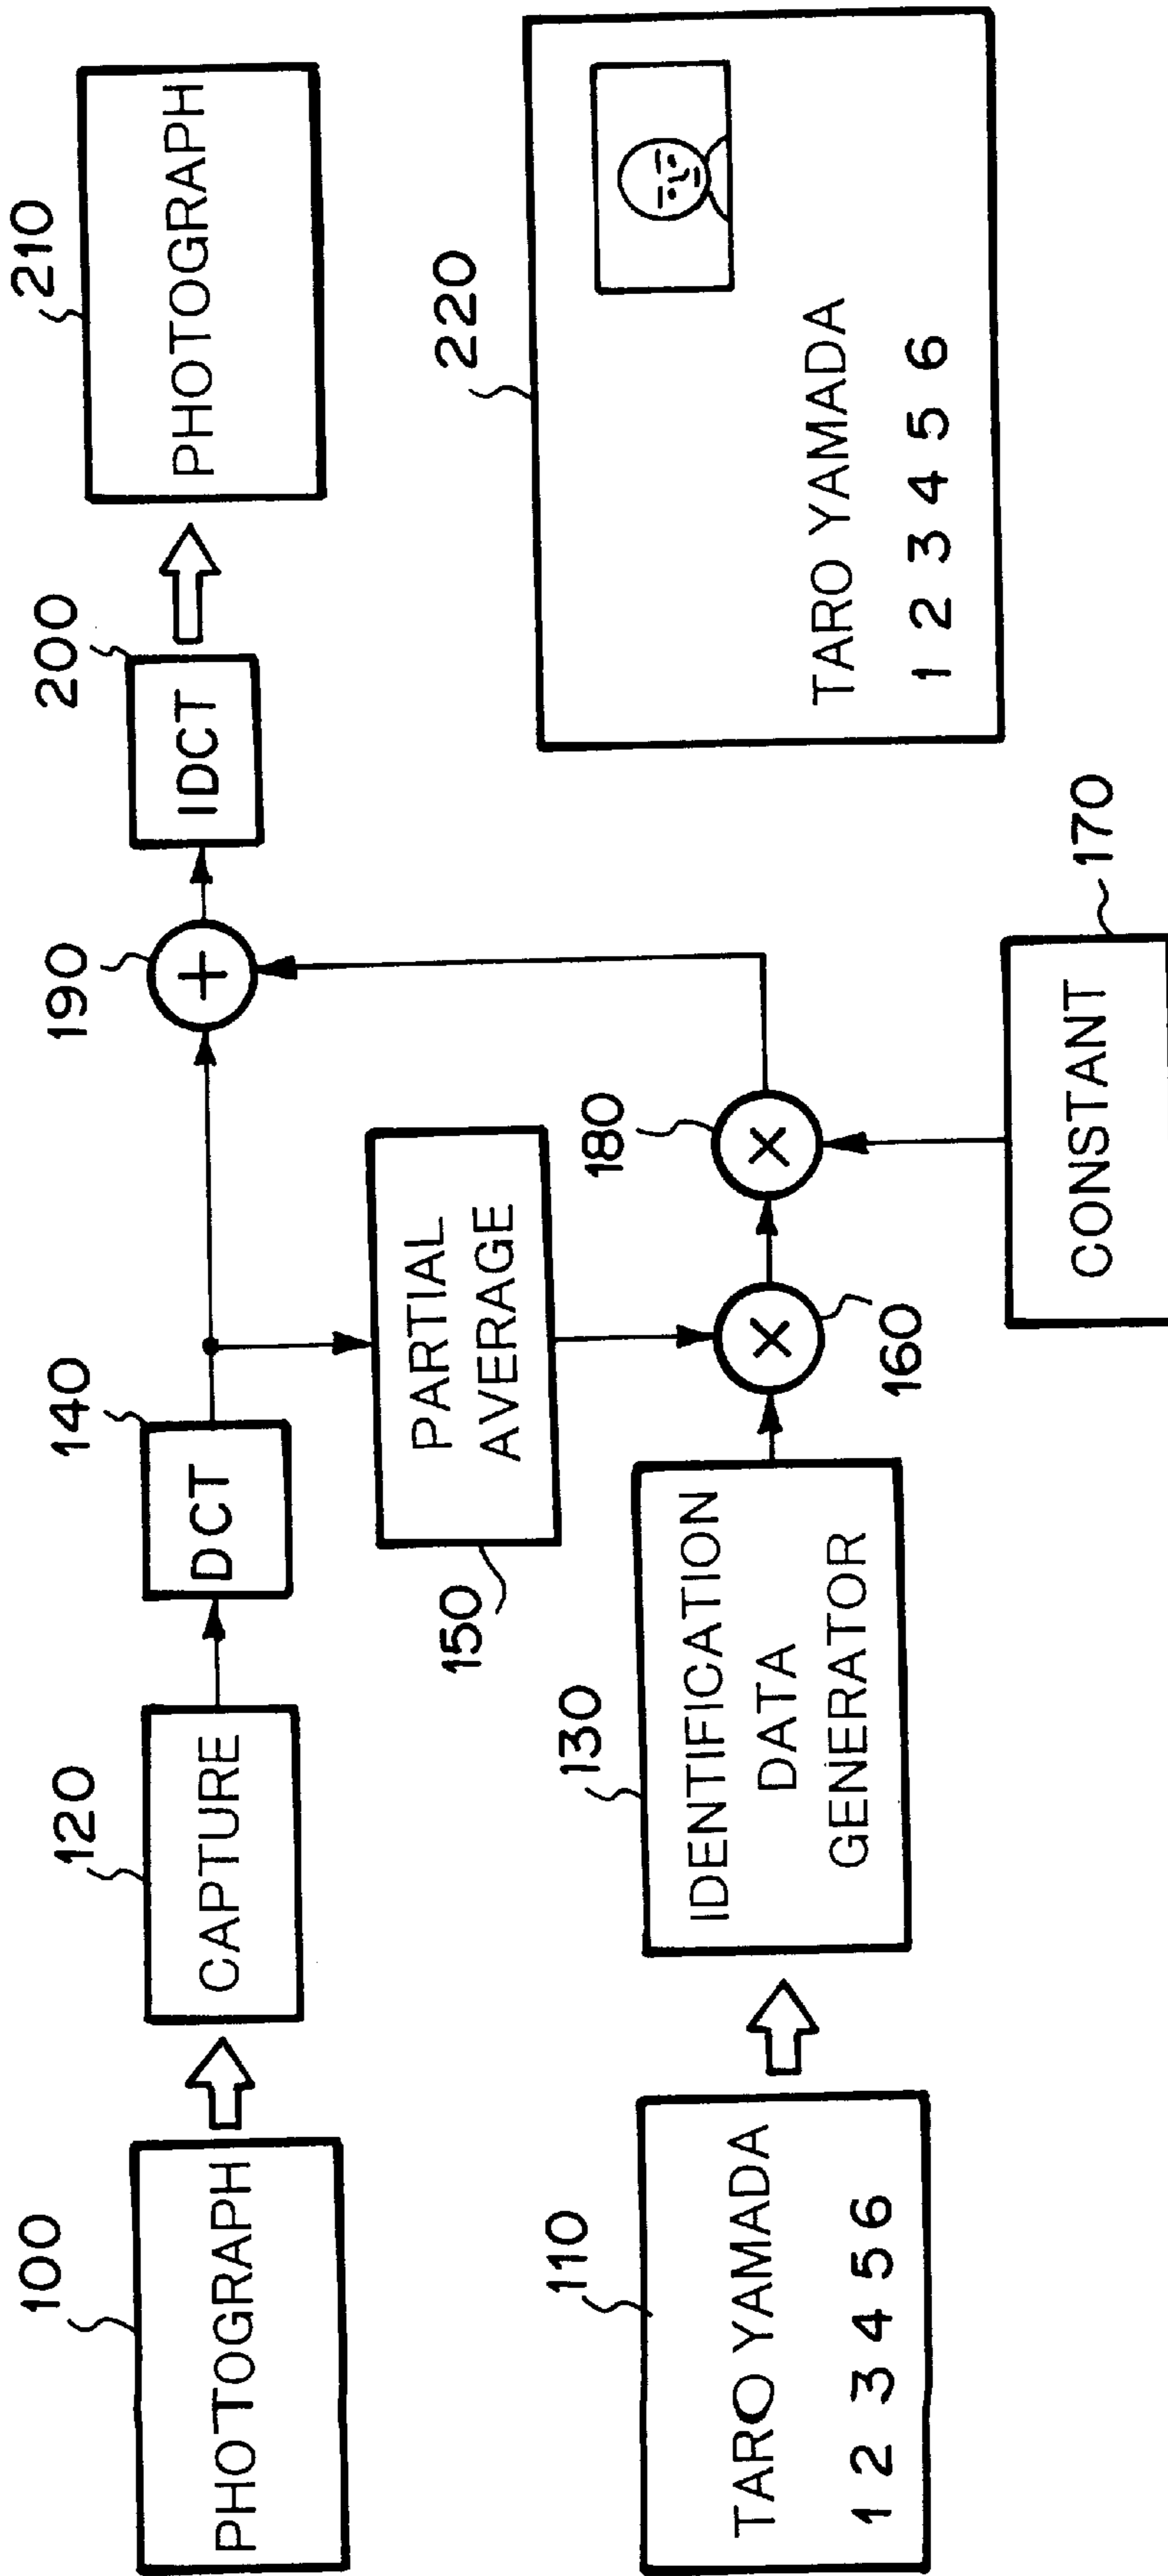 100
PHOTOGRAPH
120
CAPTURE
140
DCT
190
+
200
IDCT
210
PHOTOGRAPH
150
PARTIAL
AVERAGE
110
TARO YAMADA
1 2 3 4 5 6
130
IDENTIFICATION
DATA
GENERATOR
160
×
180
×
170
CONSTANT
220
TARO YAMADA
1 2 3 4 5 6